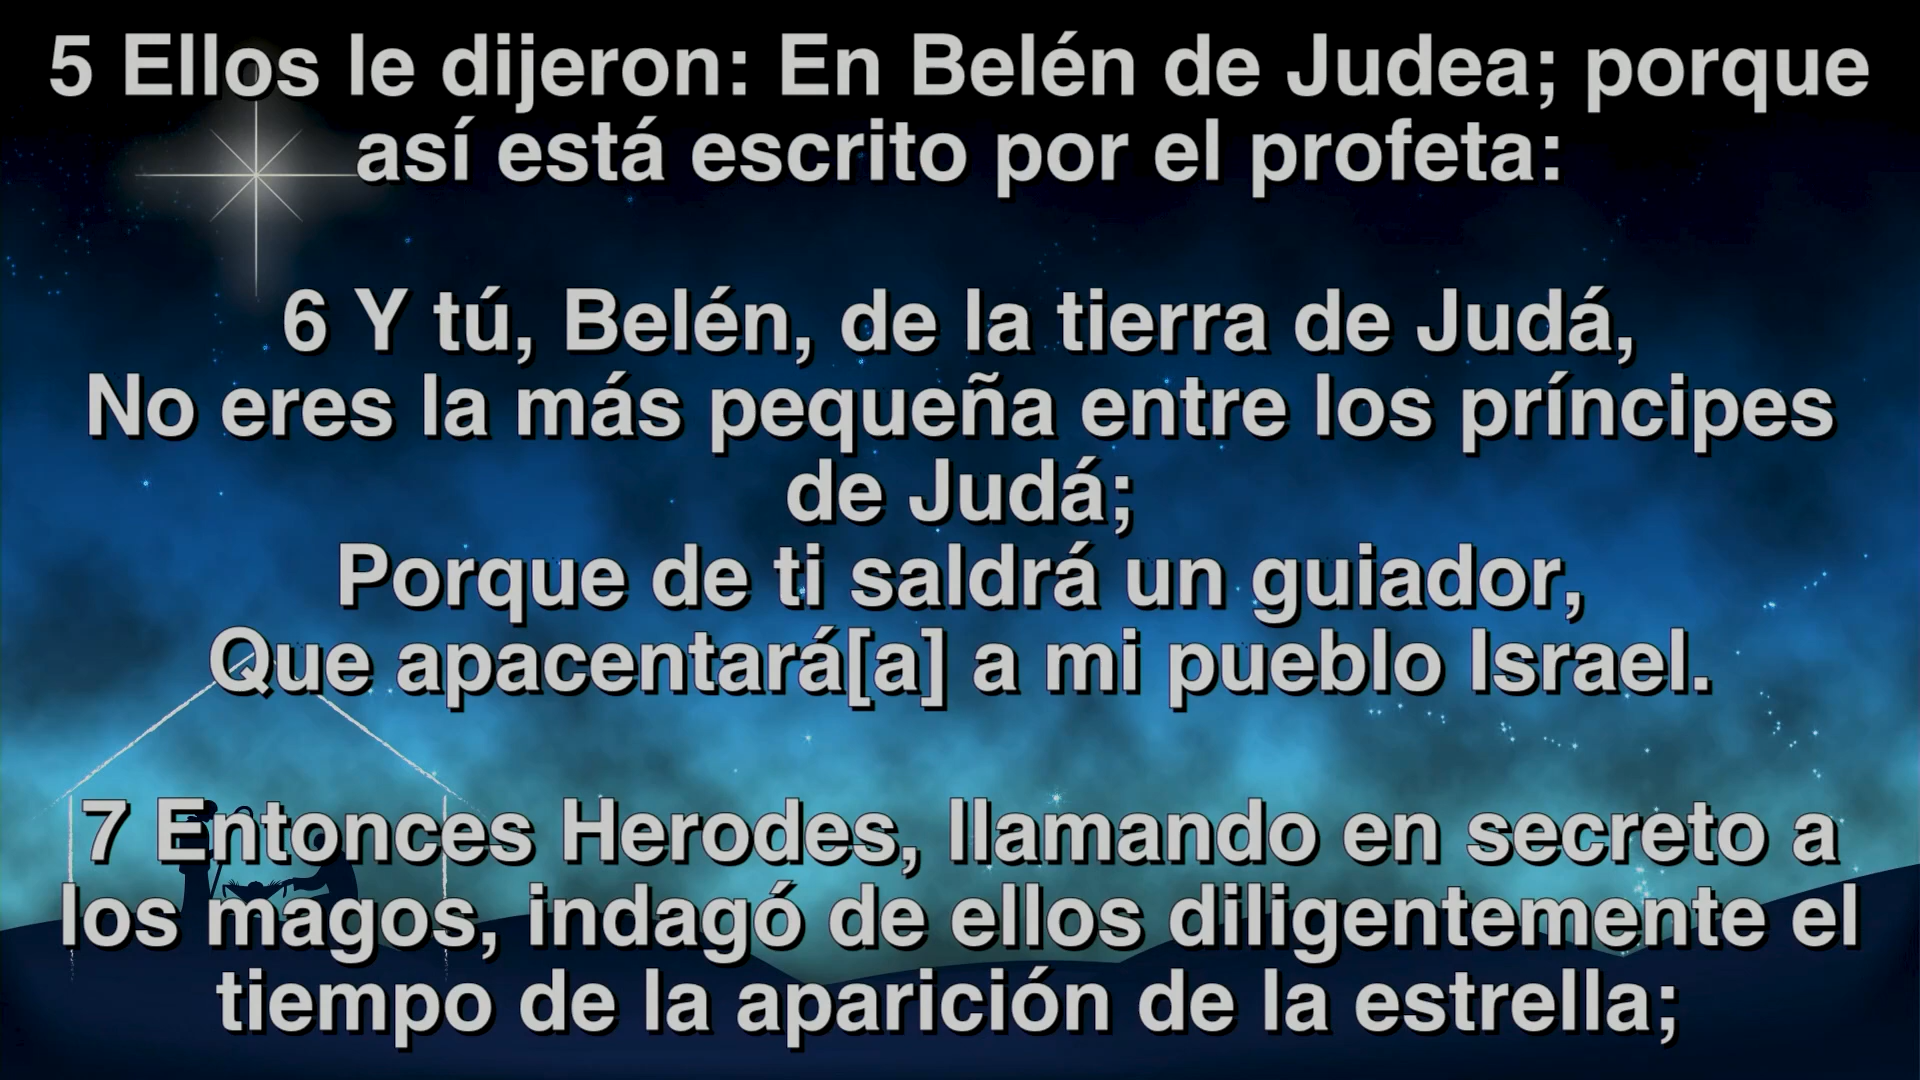 5 Ellos le dijeron: En Belén de Judea; porque
así está escrito por el profeta:
6 Y tú, Belén, de la tierra de Judá,
No eres la más pequeña entre los príncipes
de Judá;
Porque de ti saldrá un guiador,
Que apacentará[a] a mi pueblo Israel.
7 Entonces Herodes, llamando en secreto a
los magos, indagó de ellos diligentemente el
tiempo de la aparición de la estrella;